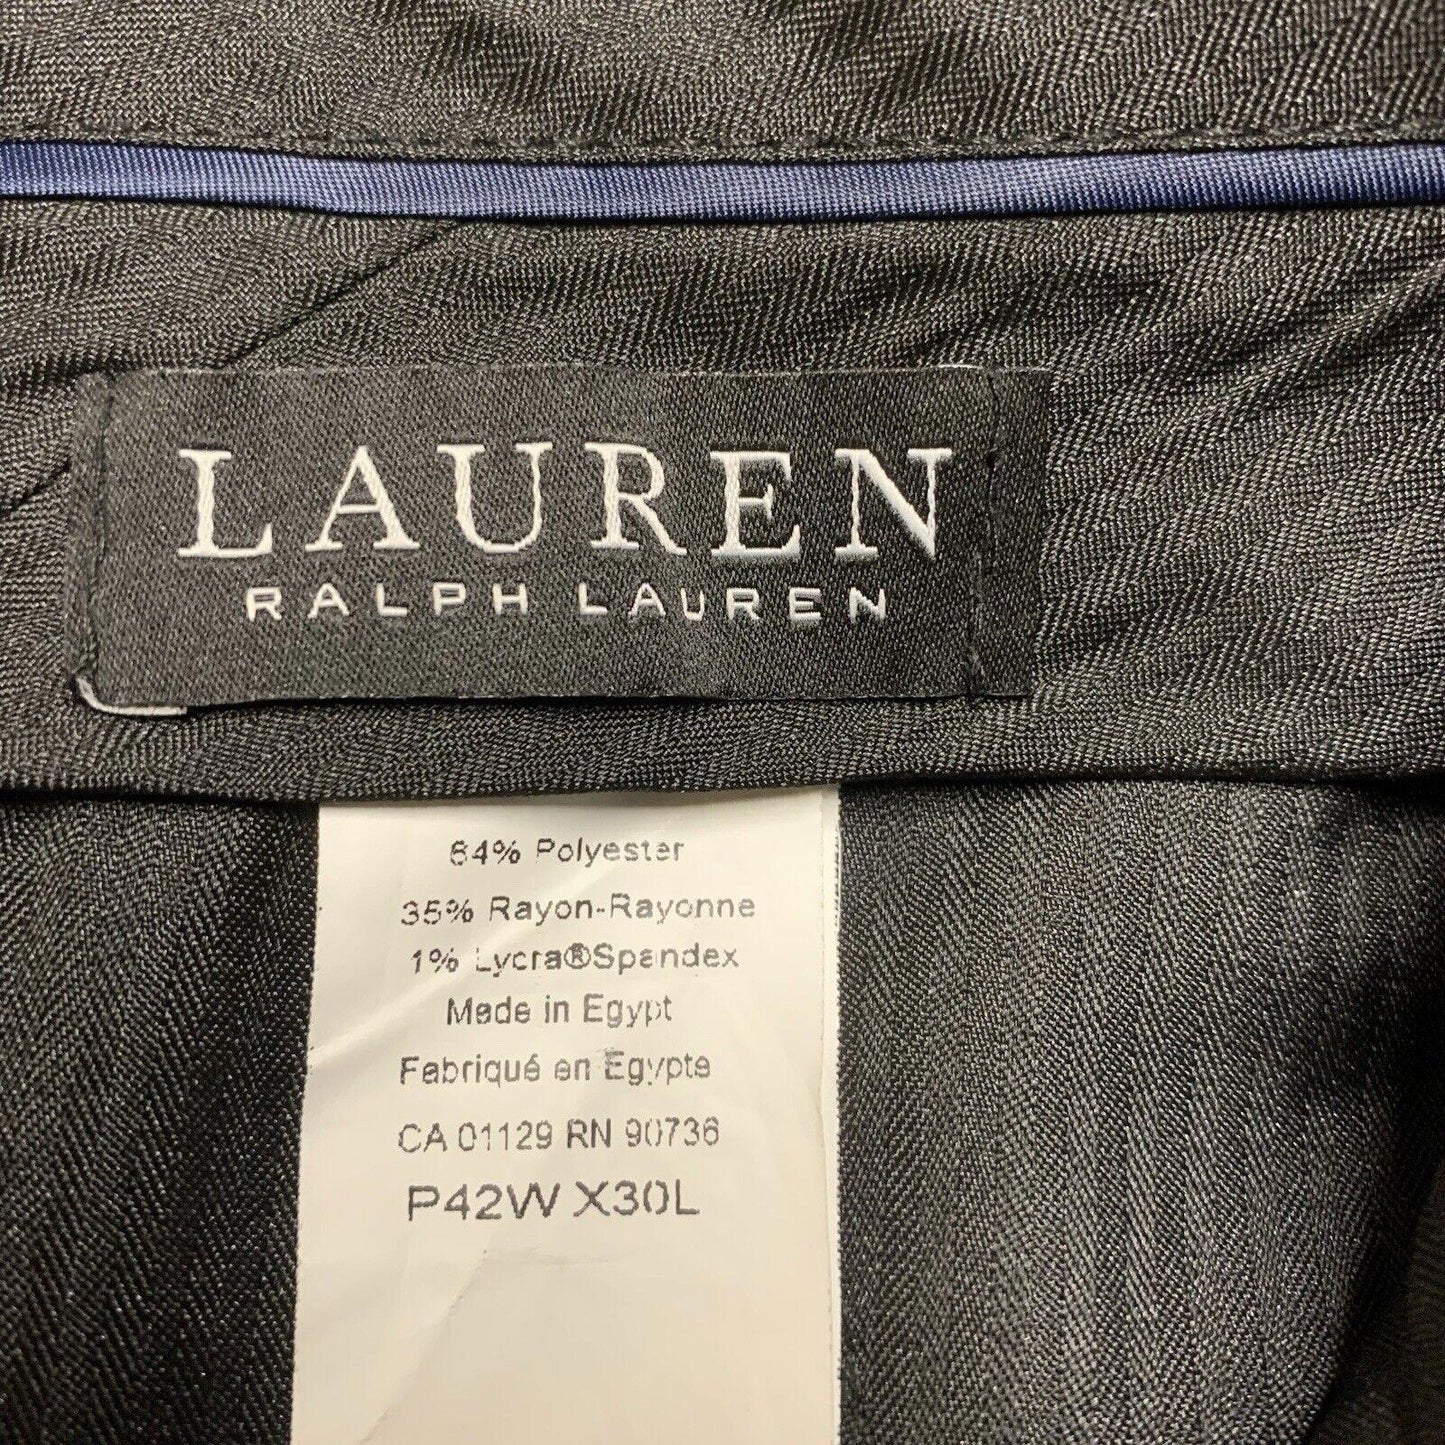 LAUREN
RALPH LAUREN
64% Polyester
35% Rayon-Rayonne
1% Lycra®Spandex
Made in Egypt
Fabriqué en Egypte
CA 01129 RN 90736
P42W X30L